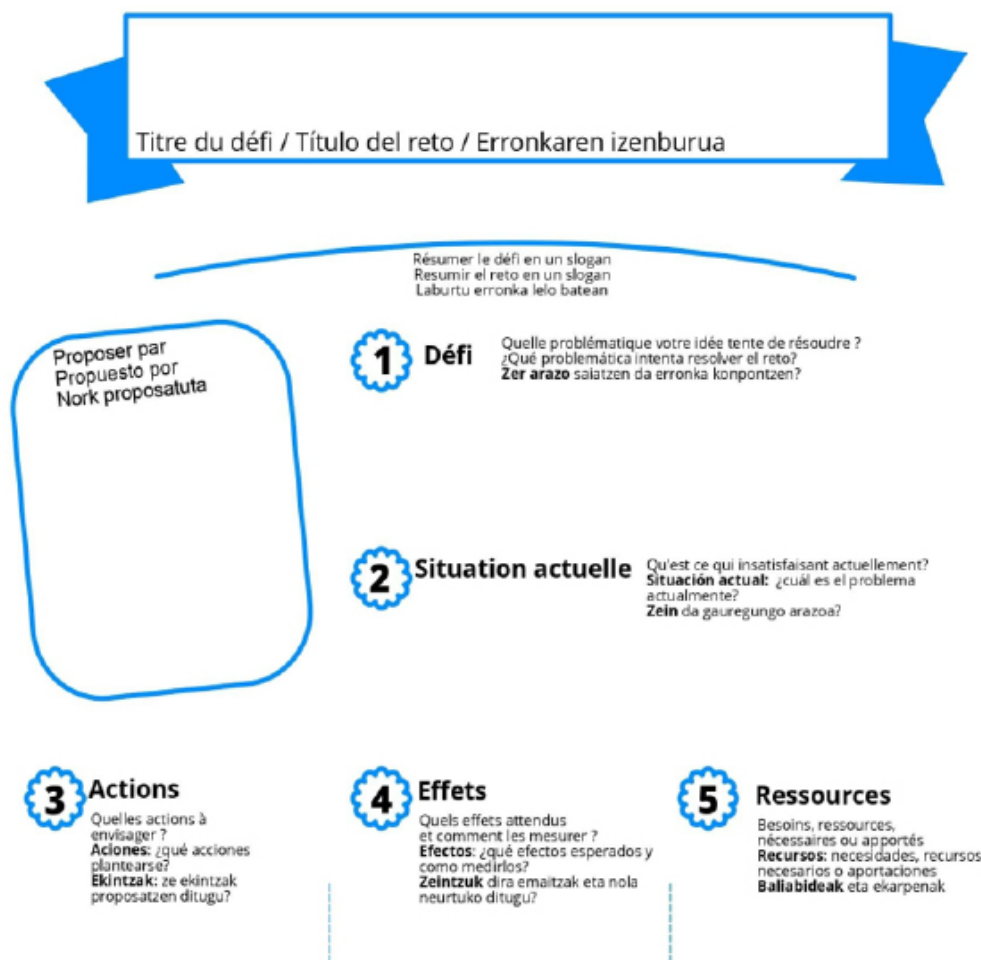 Titre du défi / Título del reto / Erronkaren izenburua
Résumer le défi en un slogan
Resumir el reto en un slogan
Laburtu erronka lelo batean
Proposer par
Propuesto por
Nork proposatuta
1 Défi
Quelle problématique votre idée tente de résoudre ?
¿Qué problemática intenta resolver el reto?
Zer arazo saiatzen da erronka konpontzen?
2 Situation actuelle
Qu'est ce qui insatisfaisant actuellement?
Situación actual: ¿cuál es el problema
actualmente?
Zein da gauregungo arazoa?
3 Actions
Quelles actions à
envisager ?
Aciones: ¿qué acciones
plantearse?
Ekintzak: ze ekintzak
proposatzen ditugu?
4 Effets
Quels effets attendus
et comment les mesurer ?
Efectos: ¿qué efectos esperados y
como medirlos?
Zeintzuk dira emaitzak eta nola
neurtuko ditugu?
5 Ressources
Besoins, ressources,
nécessaires ou apportés
Recursos: necesidades, recursos
necesarios o aportaciones
Baliabideak eta ekarpenak